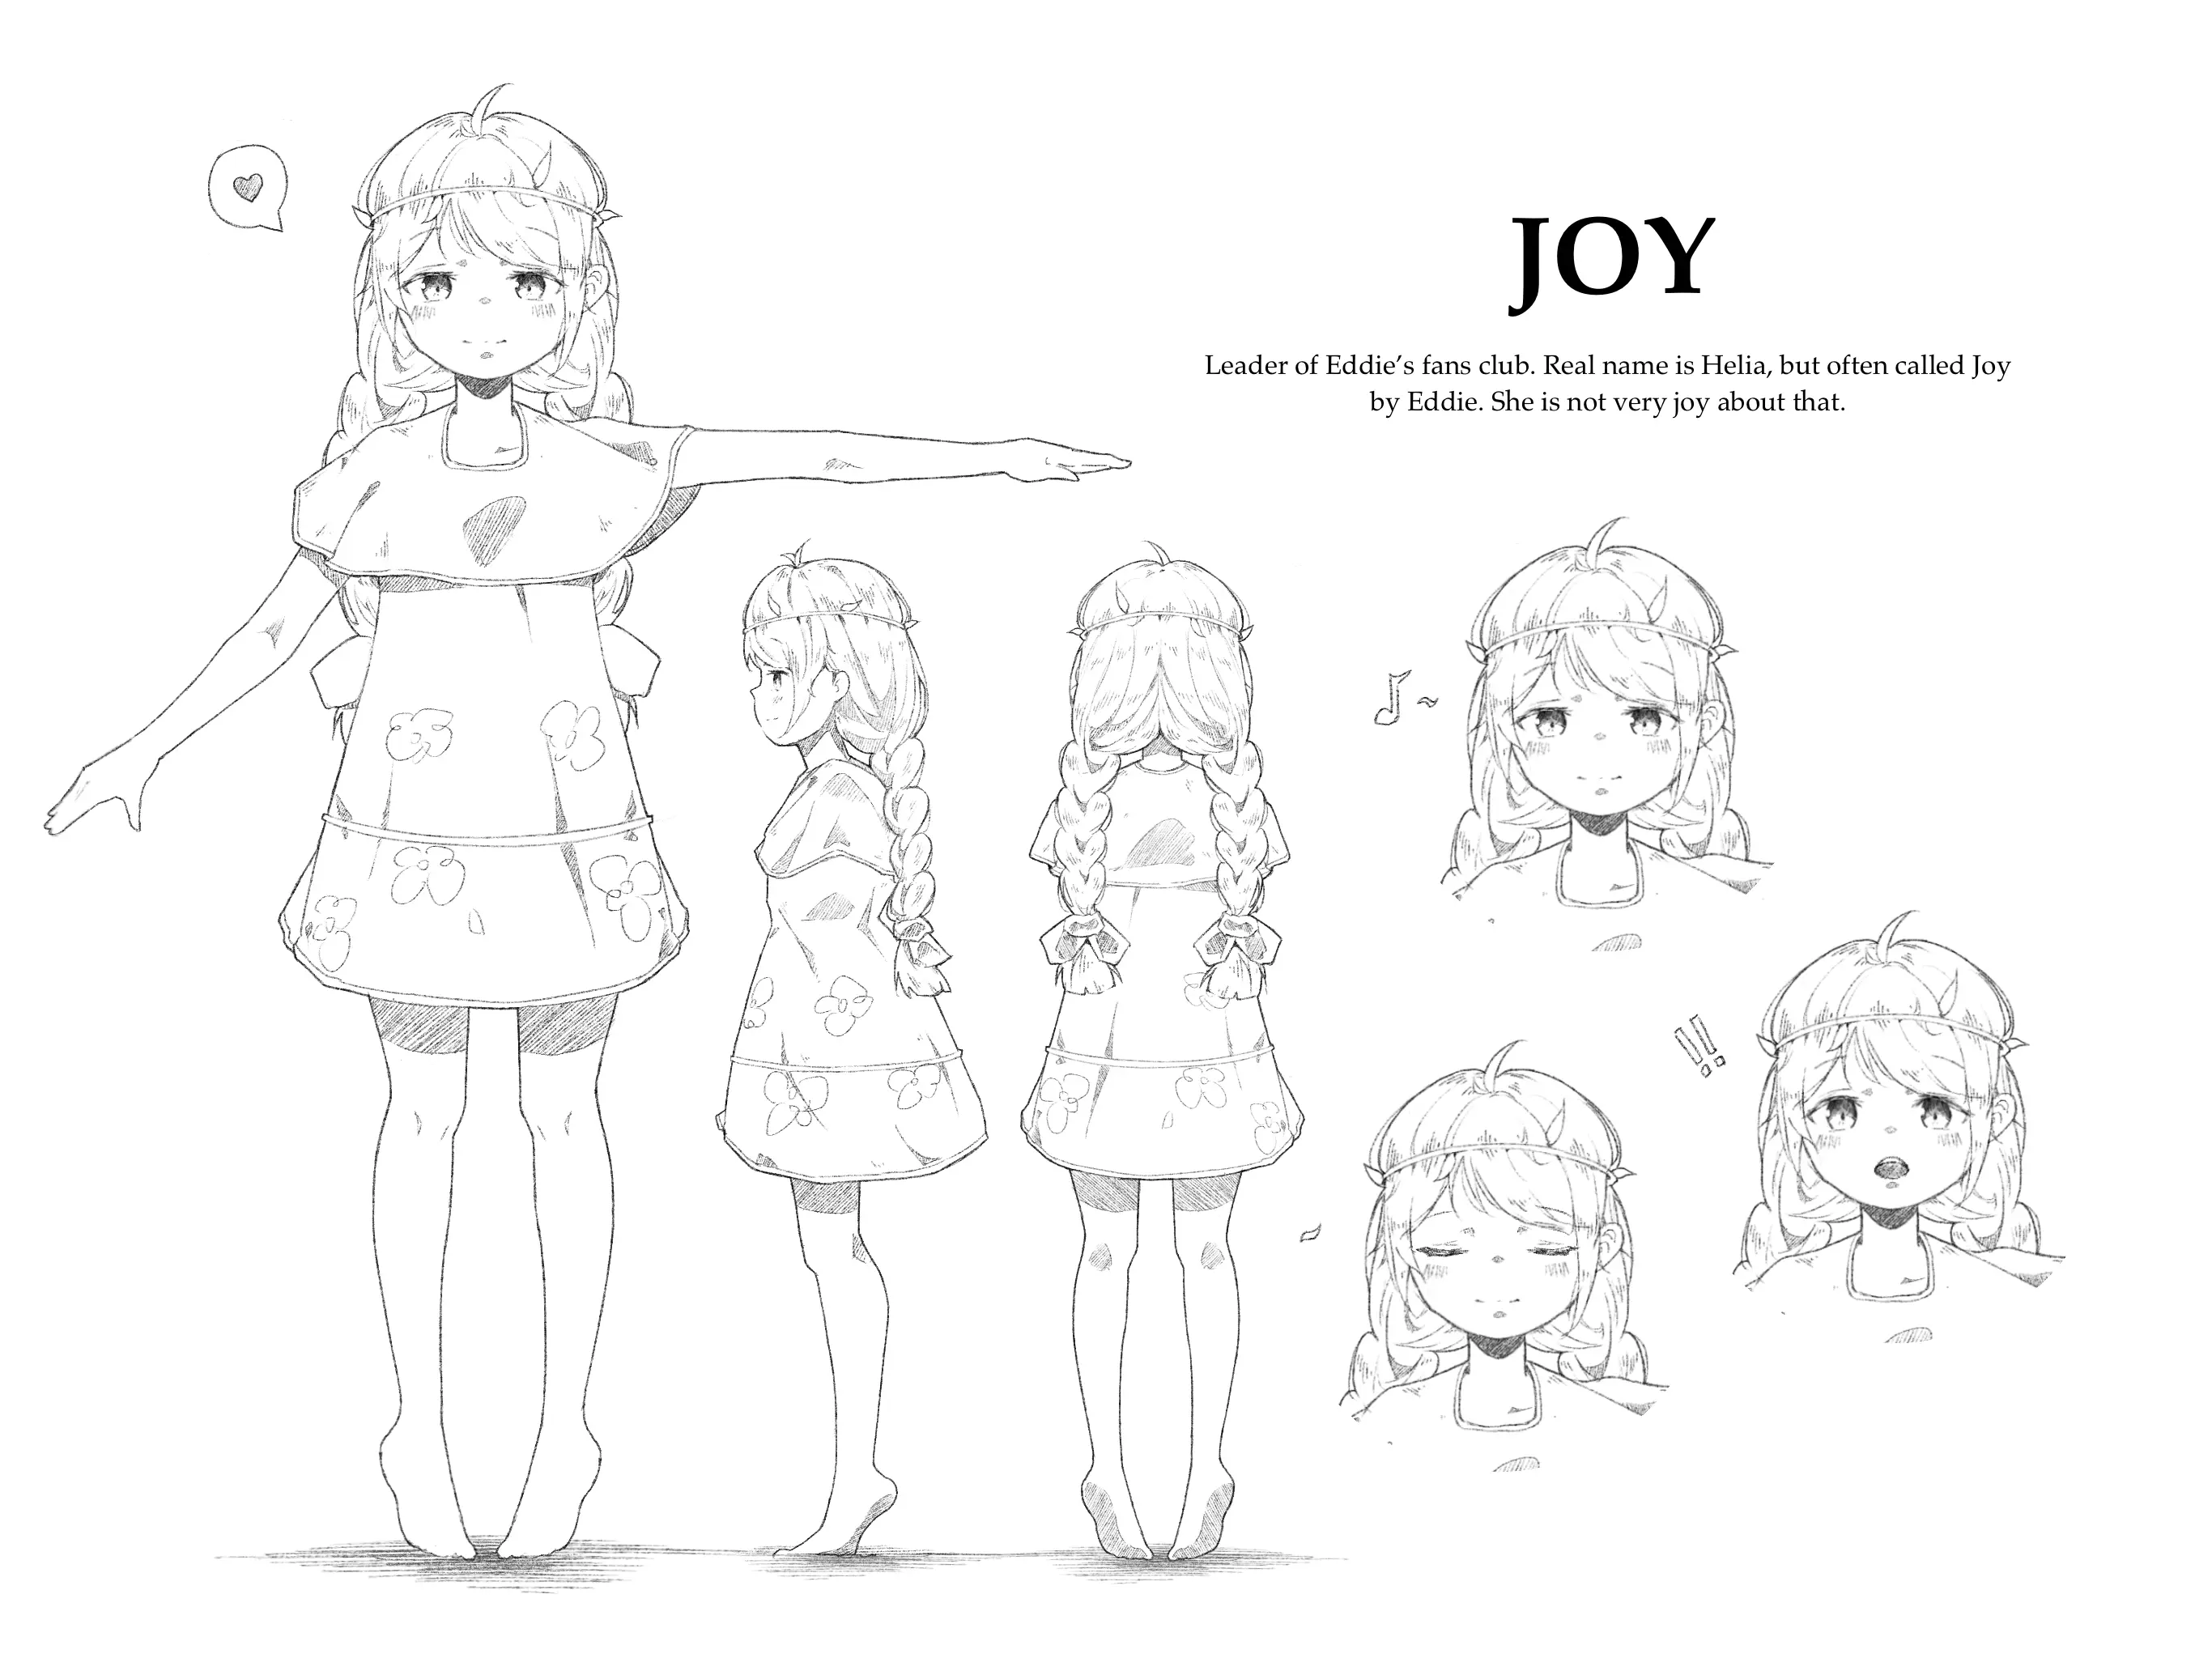 JOY
Leader of Eddie’s fans club. Real name is Helia, but often called Joy
by Eddie. She is not very joy about that.
!!